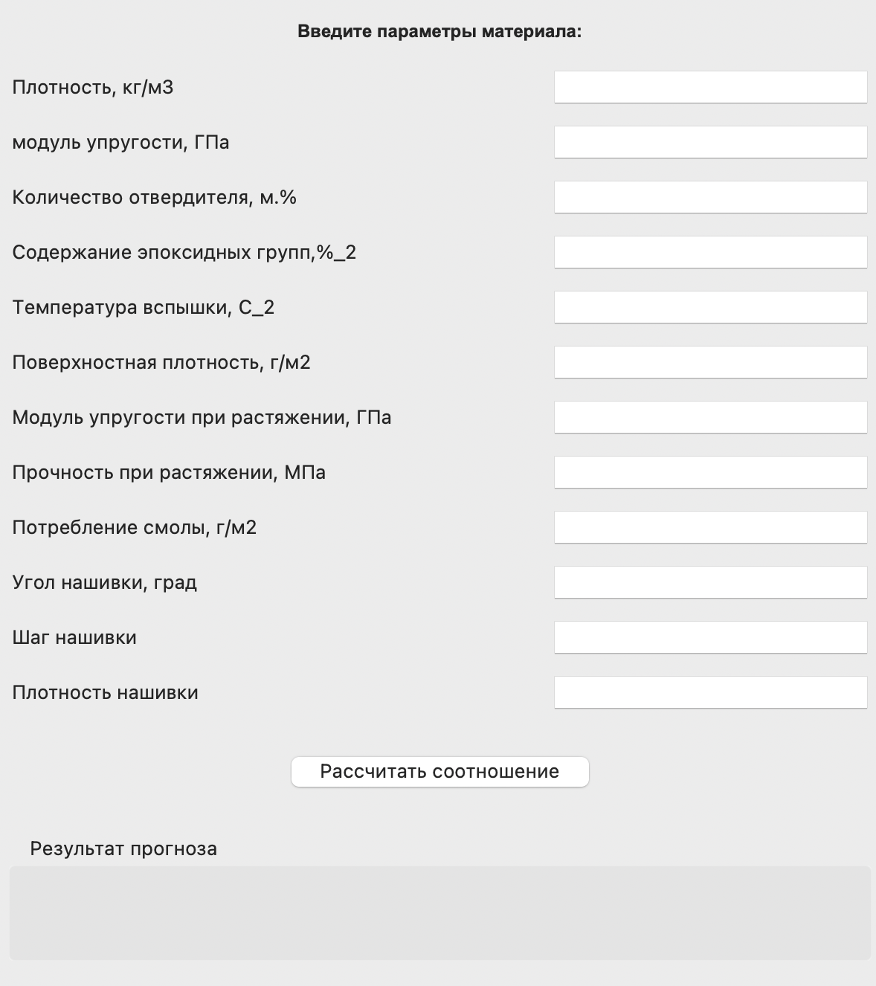 Введите параметры материала:
Плотность, кг/м3
модуль упругости, ГПа
Количество отвердителя, м.%
Содержание эпоксидных групп,%_2
Температура вспышки, С_2
Поверхностная плотность, г/м2
Модуль упругости при растяжении, ГПа
Прочность при растяжении, МПа
Потребление смолы, г/м2
Угол нашивки, град
Шаг нашивки
Плотность нашивки
Рассчитать соотношение
Результат прогноза